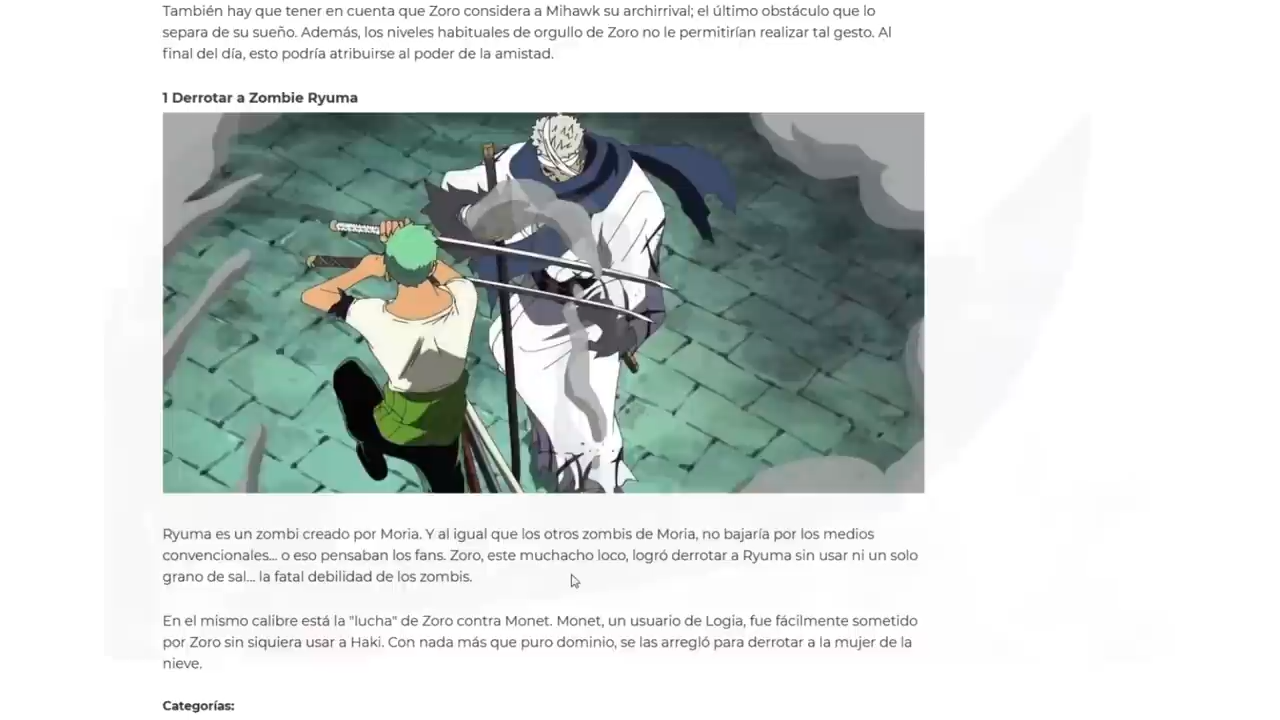 También hay que tener en cuenta que Zoro considera a Mihawk su archirrival; el último obstáculo que lo
separa de su sueño. Además, los niveles habituales de orgullo de Zoro no le permitirían realizar tal gesto. Al
final del día, esto podría atribuirse al poder de la amistad.
1 Derrotar a Zombie Ryuma
Ryuma es un zombi creado por Moria. Y al igual que los otros zombis de Moria, no bajaría por los medios
convencionales... o eso pensaban los fans. Zoro, este muchacho loco, logró derrotar a Ryuma sin usar ni un solo
grano de sal... la fatal debilidad de los zombis.
En el mismo calibre está la "lucha" de Zoro contra Monet. Monet, un usuario de Logia, fue fácilmente sometido
por Zoro sin siquiera usar a Haki. Con nada más que puro dominio, se las arregló para derrotar a la mujer de la
nieve.
Categorías: